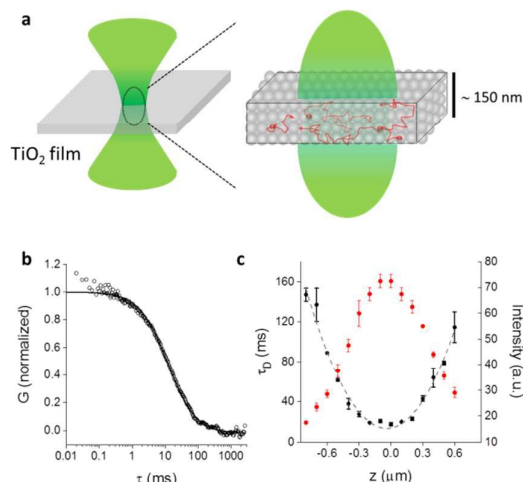 a
TiO2 film
~ 150 nm
b
G (normalized)
1.2
1.0
0.8
0.6
0.4
0.2
0.0
0.01 0.1 1 10 100 1000
τ (ms)
c
τD (ms)
160
120
80
40
0
Intensity (a.u.)
80
70
60
50
40
30
20
10
-0.6 -0.3 0.0 0.3 0.6
z (μm)